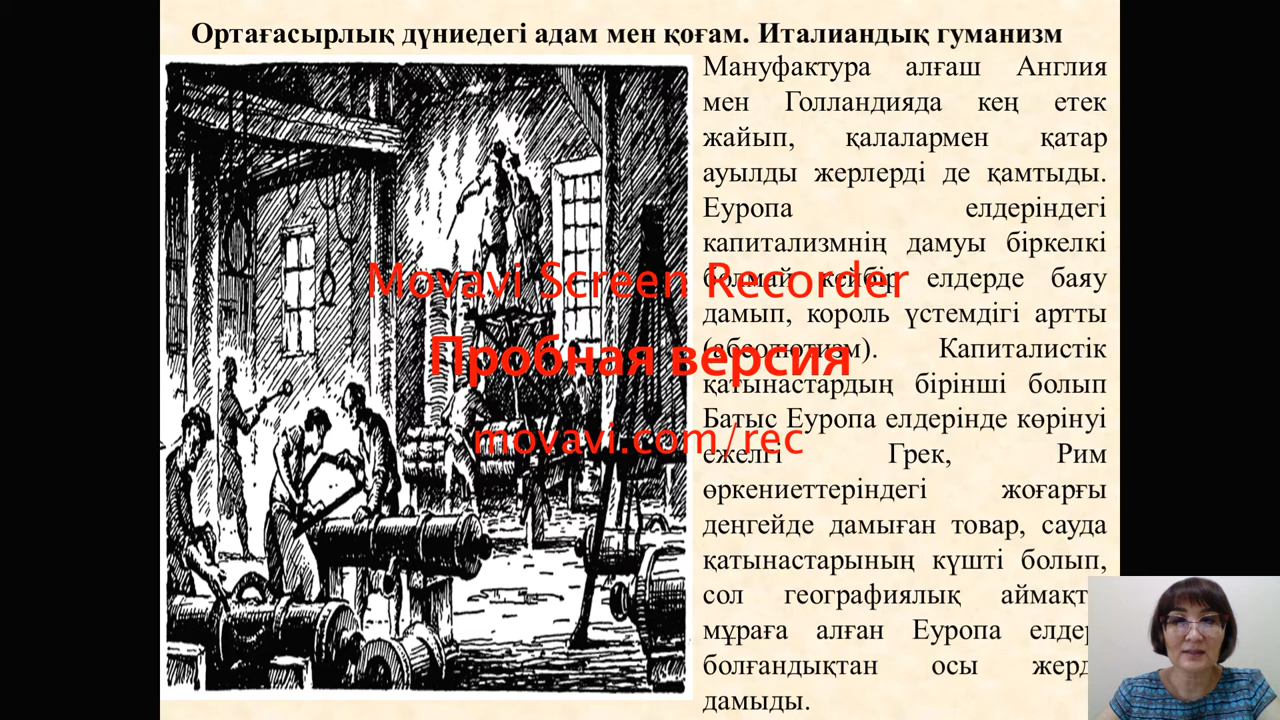 Ортағасырлық дүниедегі адам мен қоғам. Италиандық гуманизм
Мануфактура алғаш Англия
мен Голландияда кең етек
жайып, қалалармен қатар
ауылды жерлерді де қамтыды.
Еуропа елдеріндегі
капитализмнің дамуы біркелкі
болмай кейбір елдерде баяу
дамып, король үстемдігі артты
(абсолютизм). Капиталистік
қатынастардың бірінші болып
Батыс Еуропа елдерінде көрінуі
ежелгі Грек, Рим
өркениеттеріндегі жоғарғы
деңгейде дамыған товар, сауда
қатынастарының күшті болып,
сол географиялық
мұраға алған Еуропа
болғандықтан осы
дамыды.
Movavi Screen Recorder
Пробная версия
movavi.com/rec